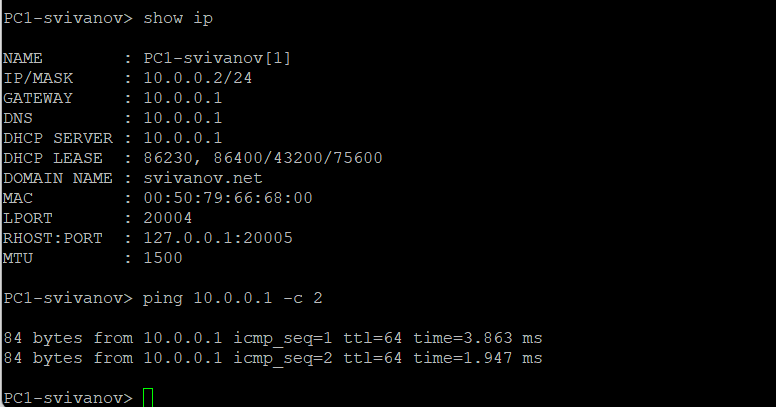 PC1-svivanov> show ip
NAME        : PC1-svivanov[1]
IP/MASK     : 10.0.0.2/24
GATEWAY     : 10.0.0.1
DNS         : 10.0.0.1
DHCP SERVER : 10.0.0.1
DHCP LEASE  : 86230, 86400/43200/75600
DOMAIN NAME : svivanov.net
MAC         : 00:50:79:66:68:00
LPORT       : 20004
RHOST:PORT  : 127.0.0.1:20005
MTU         : 1500
PC1-svivanov> ping 10.0.0.1 -c 2
84 bytes from 10.0.0.1 icmp_seq=1 ttl=64 time=3.863 ms
84 bytes from 10.0.0.1 icmp_seq=2 ttl=64 time=1.947 ms
PC1-svivanov>